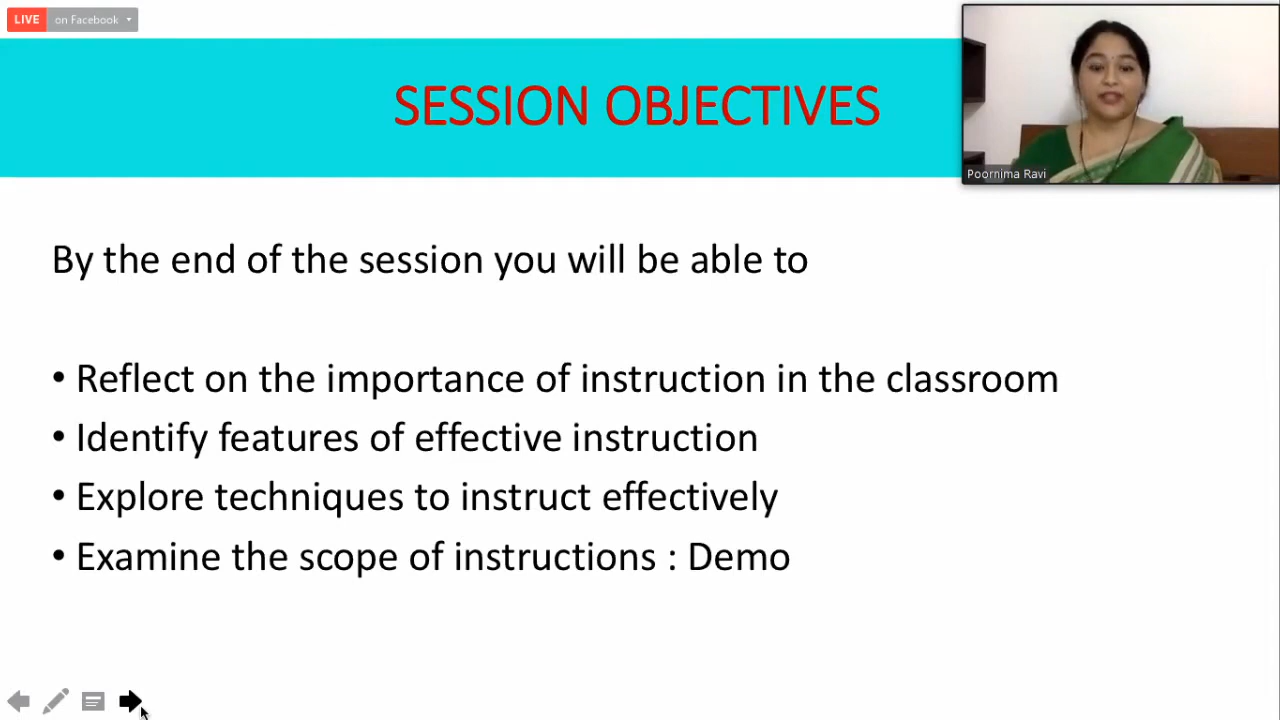 LIVE on Facebook
SESSION OBJECTIVES
Poornima Ravi
By the end of the session you will be able to
• Reflect on the importance of instruction in the classroom
• Identify features of effective instruction
• Explore techniques to instruct effectively
• Examine the scope of instructions : Demo